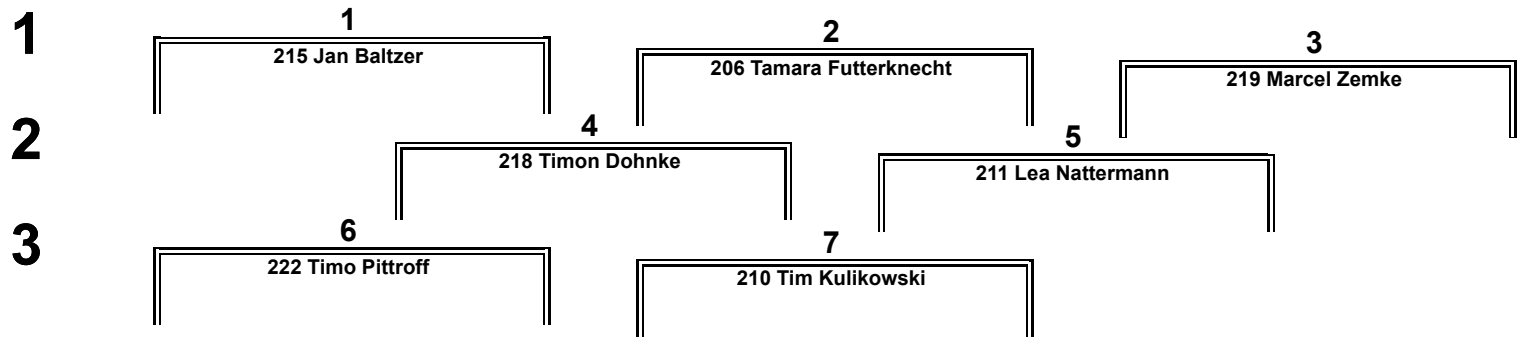 1
1
215 Jan Baltzer
2
206 Tamara Futterknecht
3
219 Marcel Zemke
2
4
218 Timon Dohnke
5
211 Lea Nattermann
3
6
222 Timo Pittroff
7
210 Tim Kulikowski